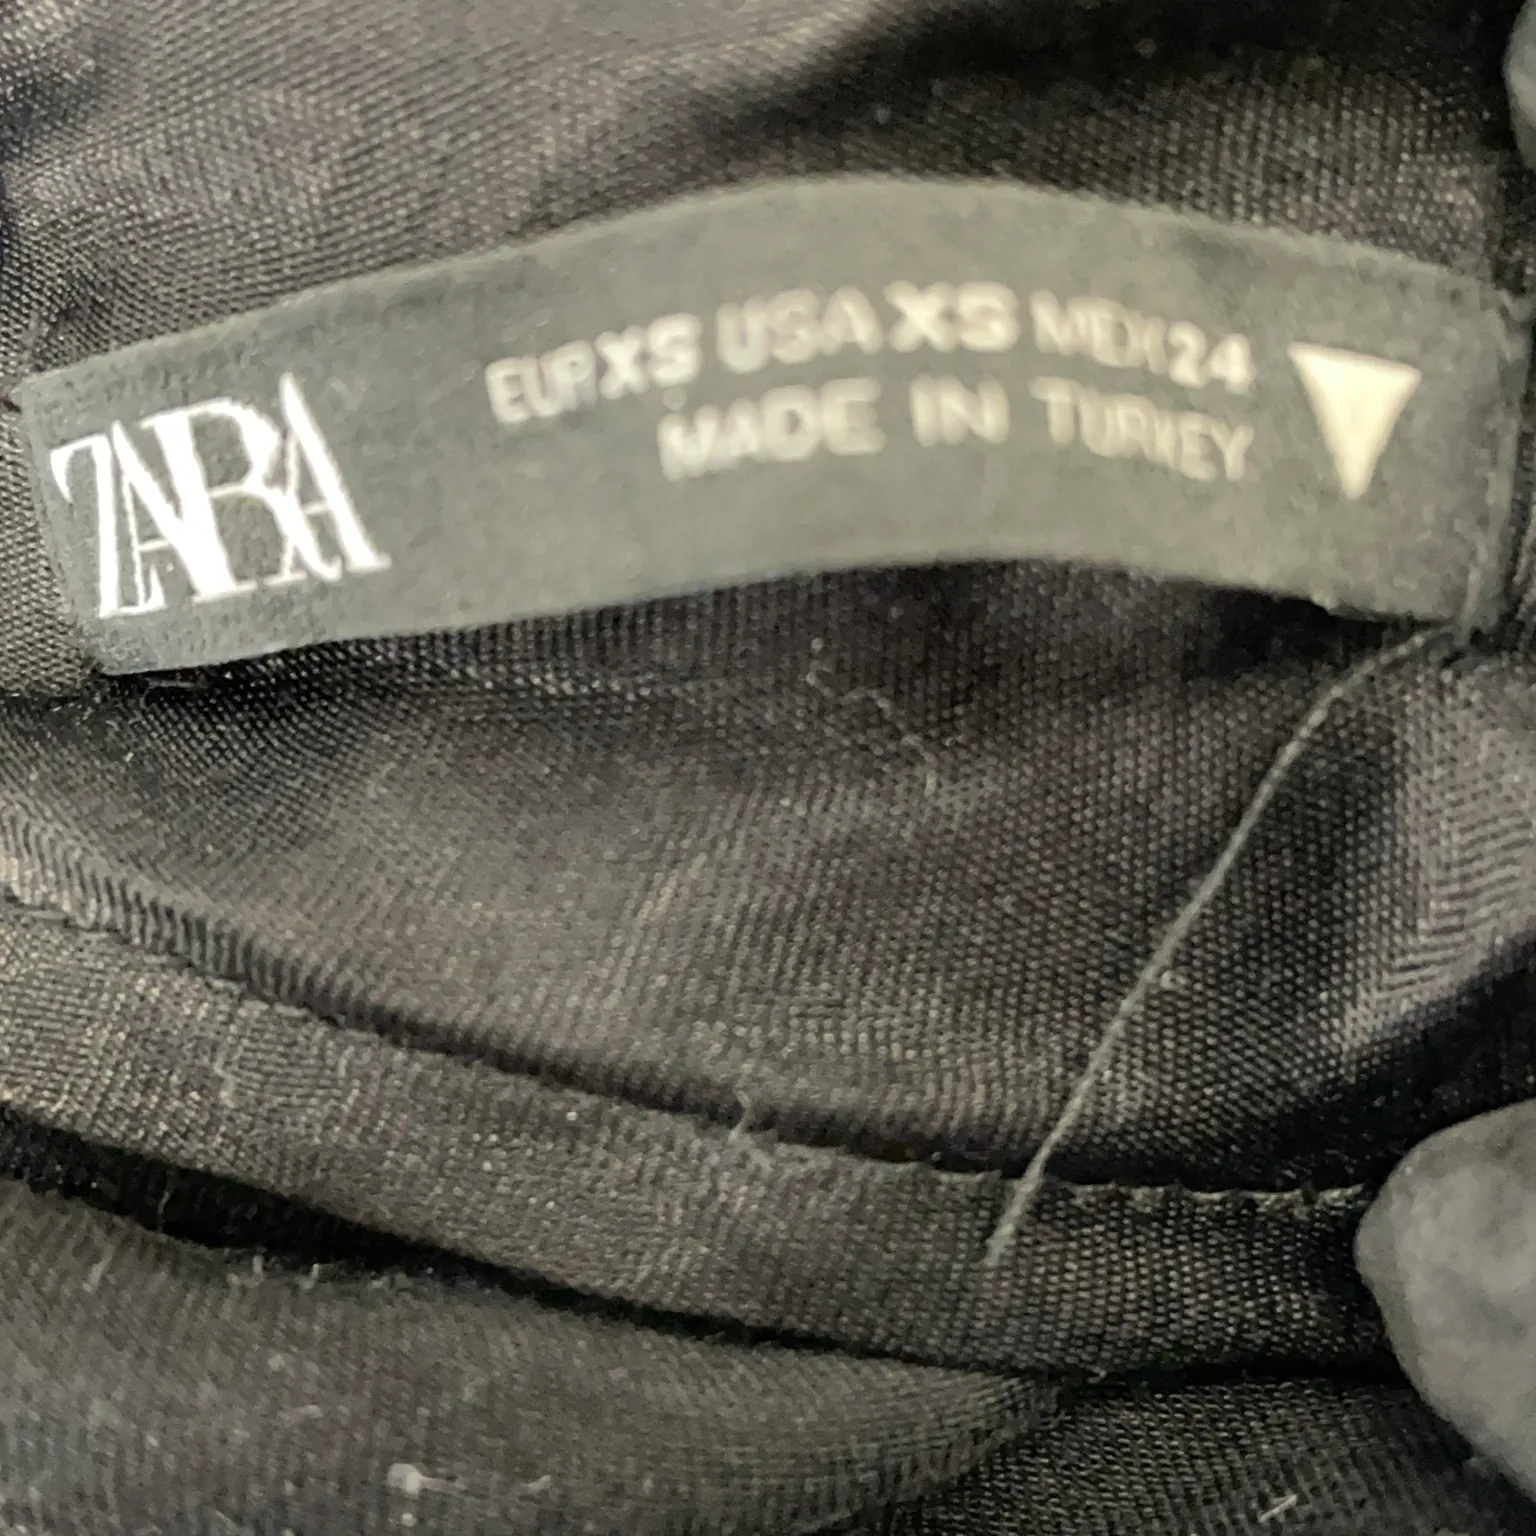 ZARA
EUR XS USA XS MEX 24
MADE IN TURKEY